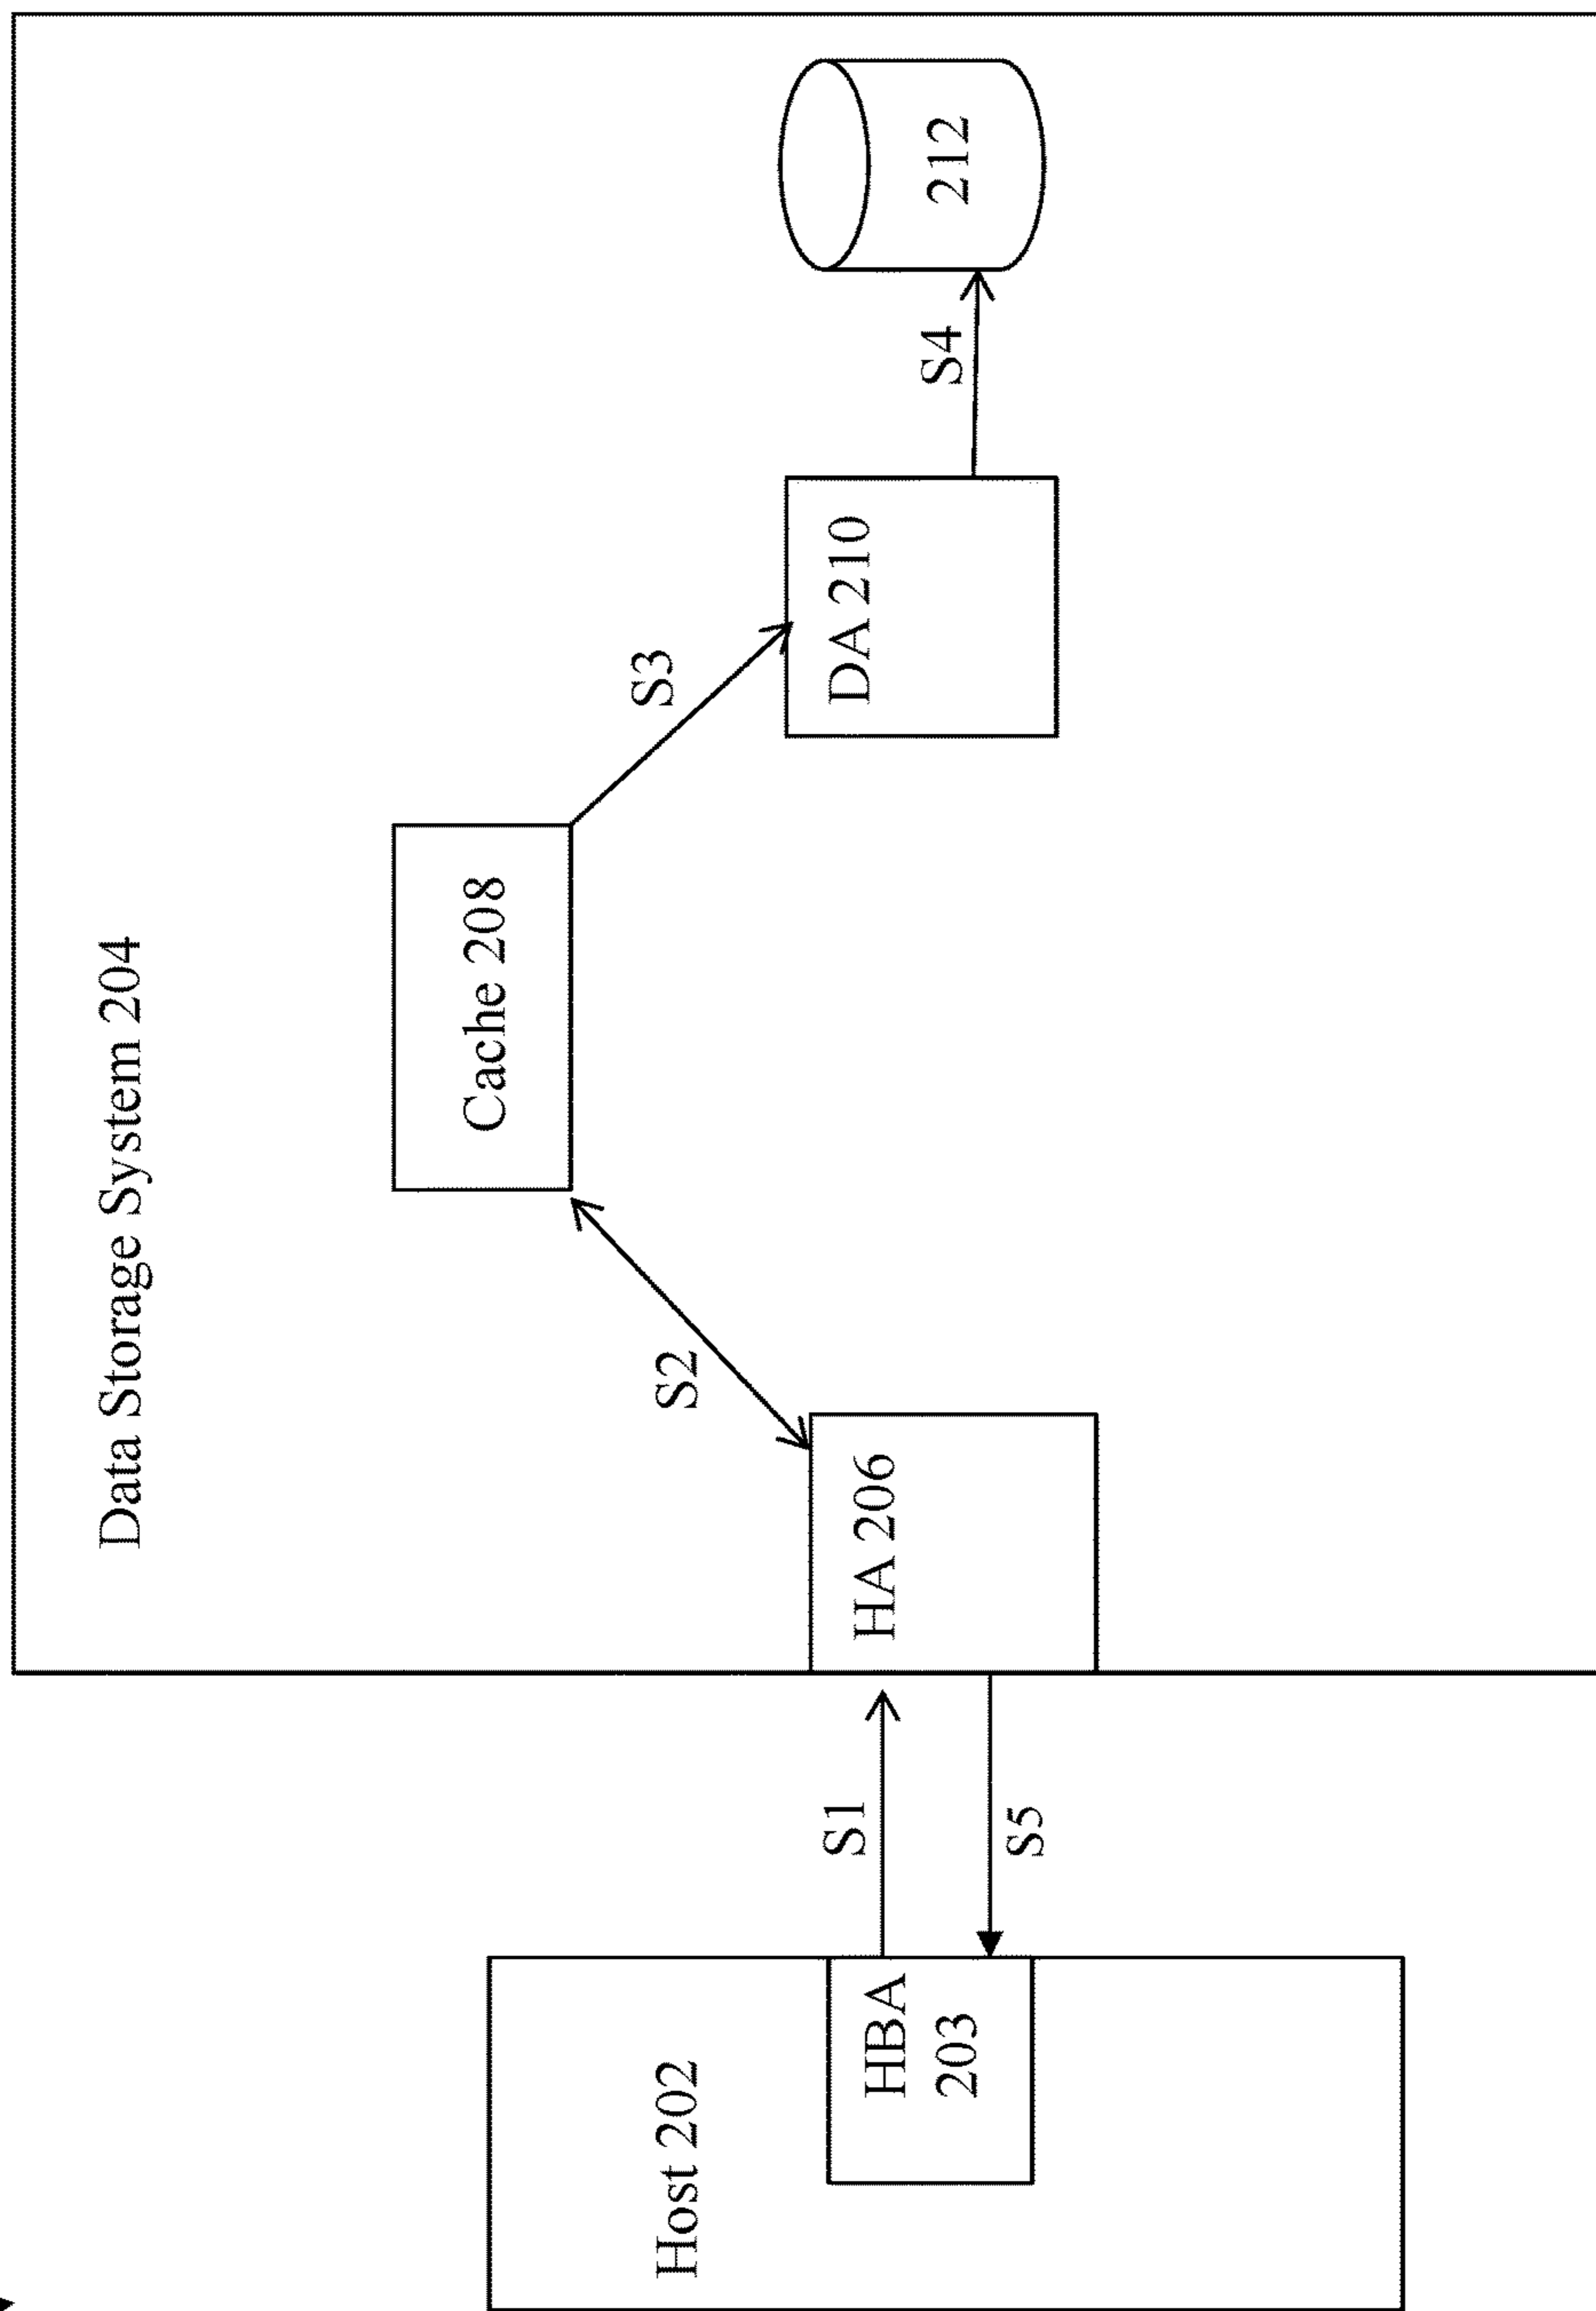 Data Storage System 204
Cache 208
S2
S3
Host 202
HBA
203
S1
S5
HA 206
DA 210
S4
212